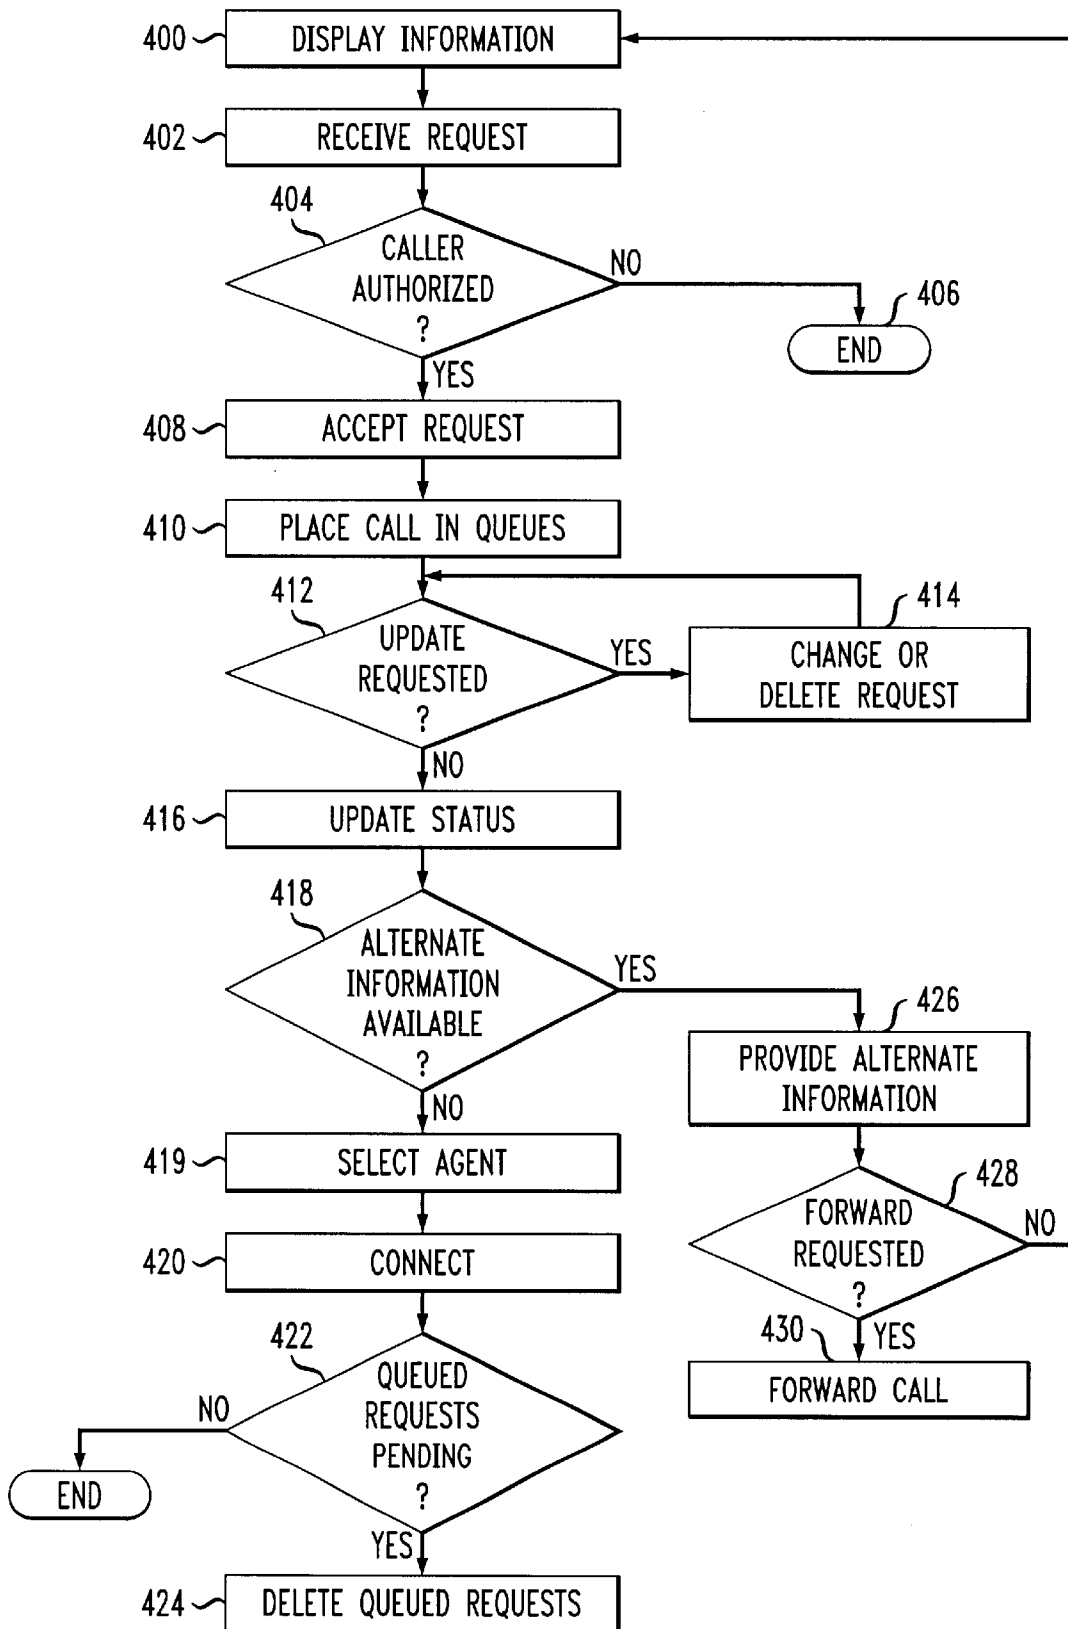 400
DISPLAY INFORMATION
402
RECEIVE REQUEST
404
CALLER
AUTHORIZED
?
NO
406
END
YES
408
ACCEPT REQUEST
410
PLACE CALL IN QUEUES
412
UPDATE
REQUESTED
?
YES
414
CHANGE OR
DELETE REQUEST
NO
416
UPDATE STATUS
418
ALTERNATE
INFORMATION
AVAILABLE
?
YES
426
PROVIDE ALTERNATE
INFORMATION
NO
419
SELECT AGENT
428
FORWARD
REQUESTED
?
NO
420
CONNECT
430
YES
FORWARD CALL
422
QUEUED
REQUESTS
PENDING
?
NO
END
YES
424
DELETE QUEUED REQUESTS